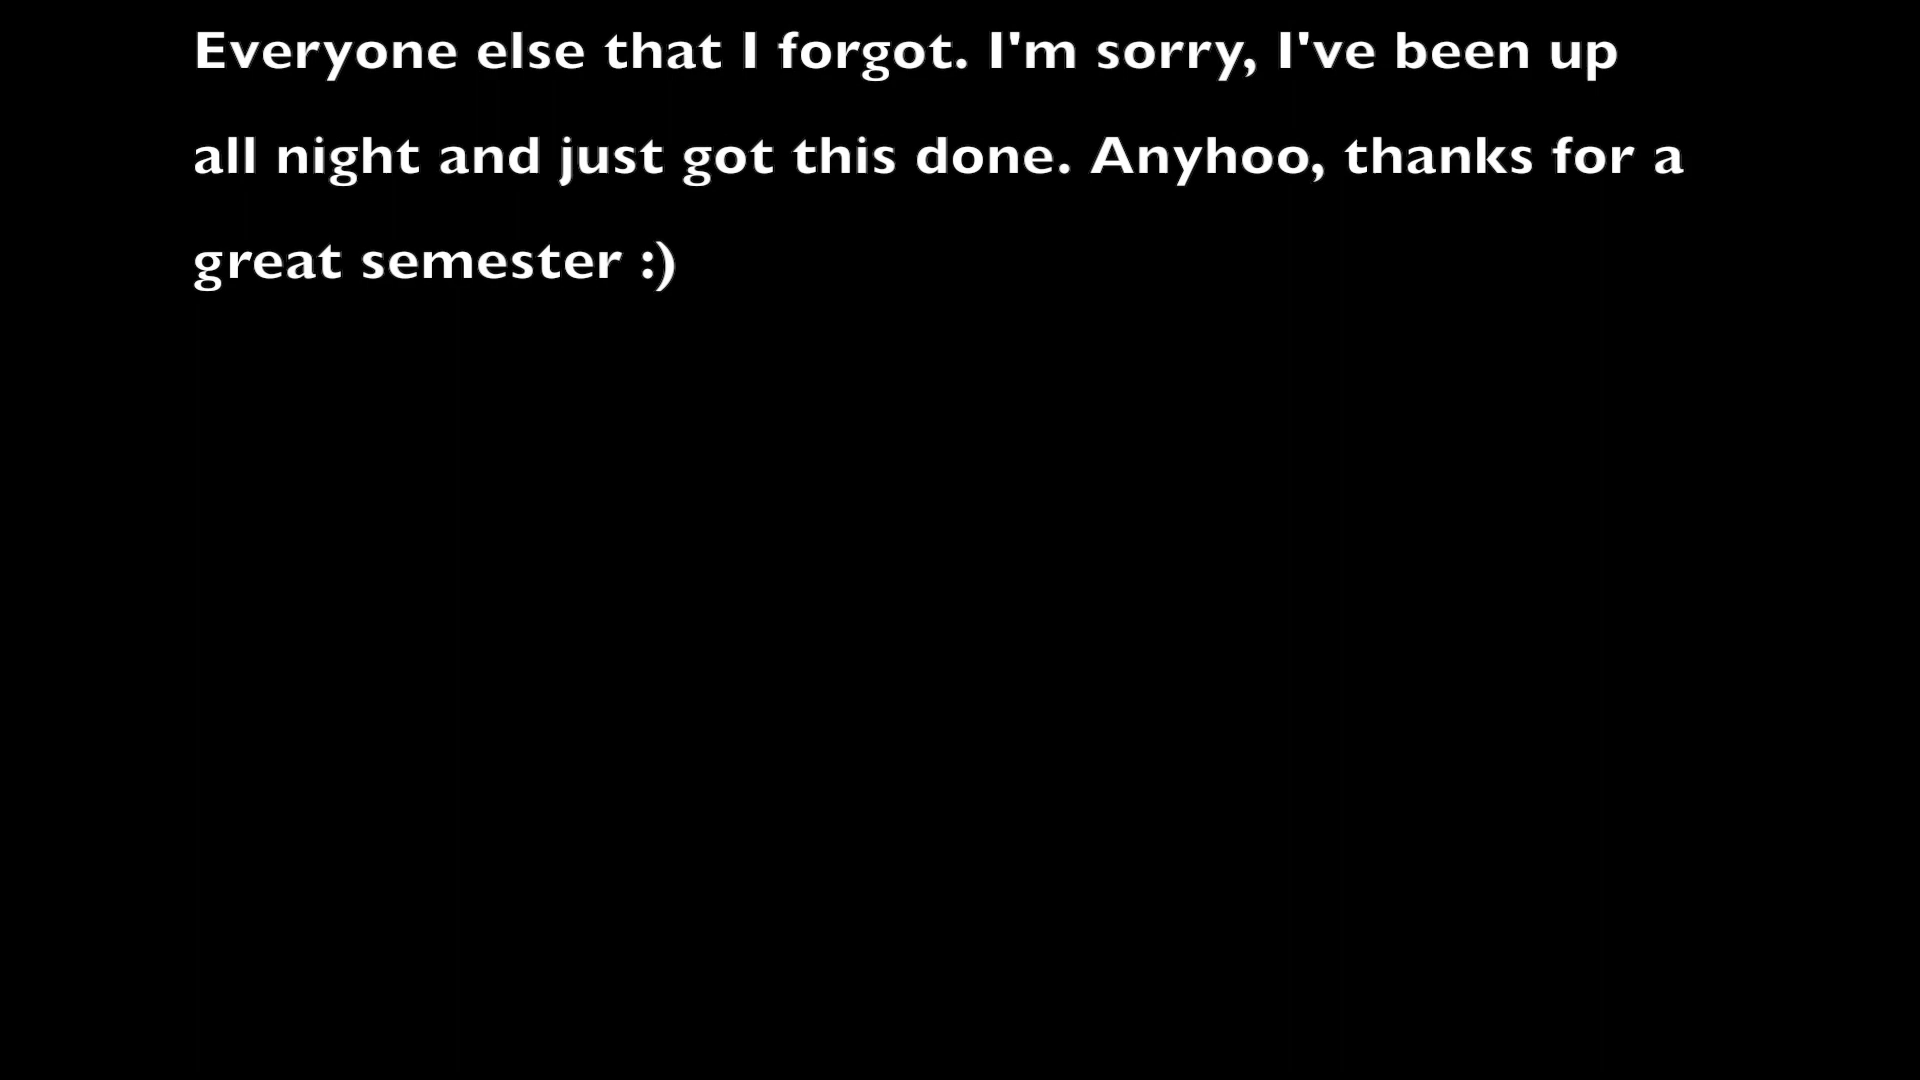 Everyone else that I forgot. I'm sorry, I've been up
all night and just got this done. Anyhoo, thanks for a
great semester :)